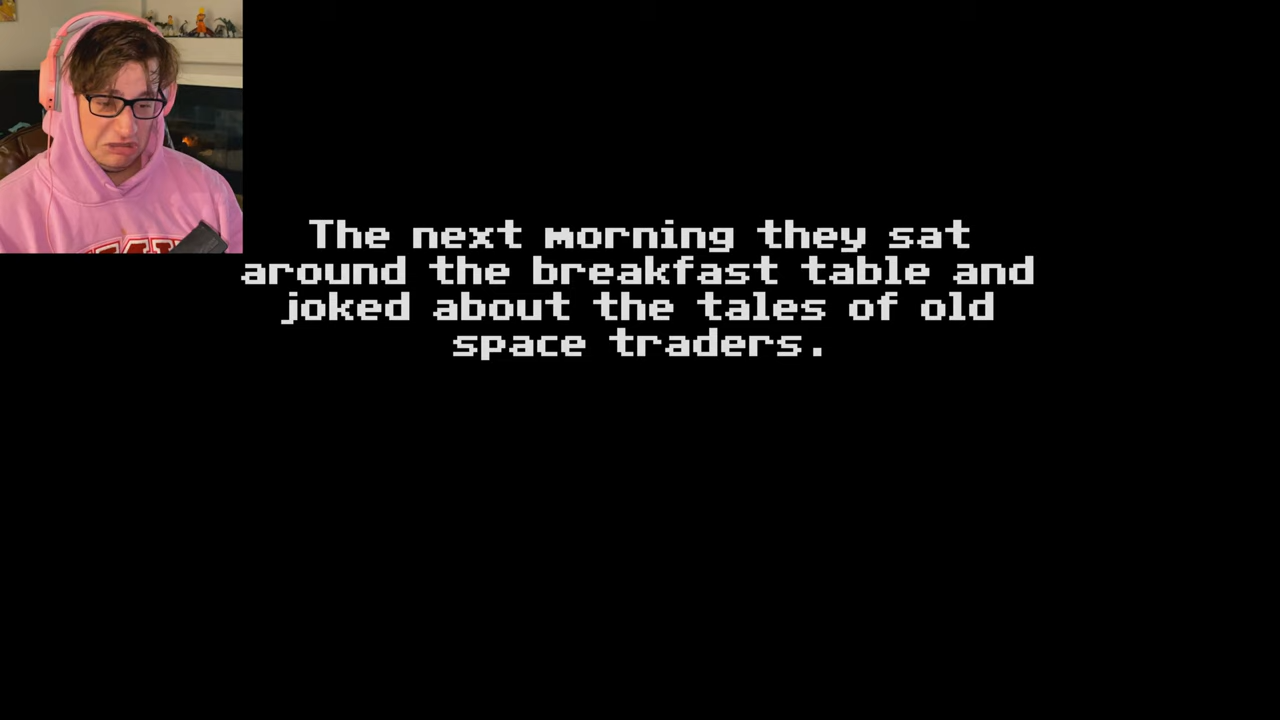 The next morning they sat
around the breakfast table and
joked about the tales of old
space traders.